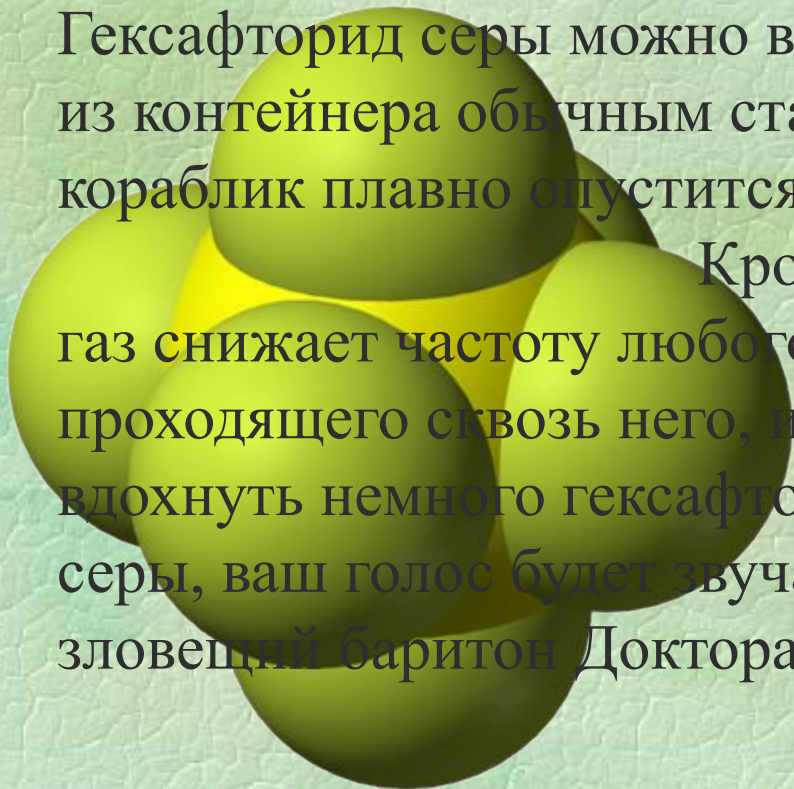 Гексафторид серы можно в
из контейнера обычным ста
кораблик плавно опустится
Кро
газ снижает частоту любого
проходящего сквозь него, и
вдохнуть немного гексафто
серы, ваш голос будет звуча
зловещий баритон Доктора